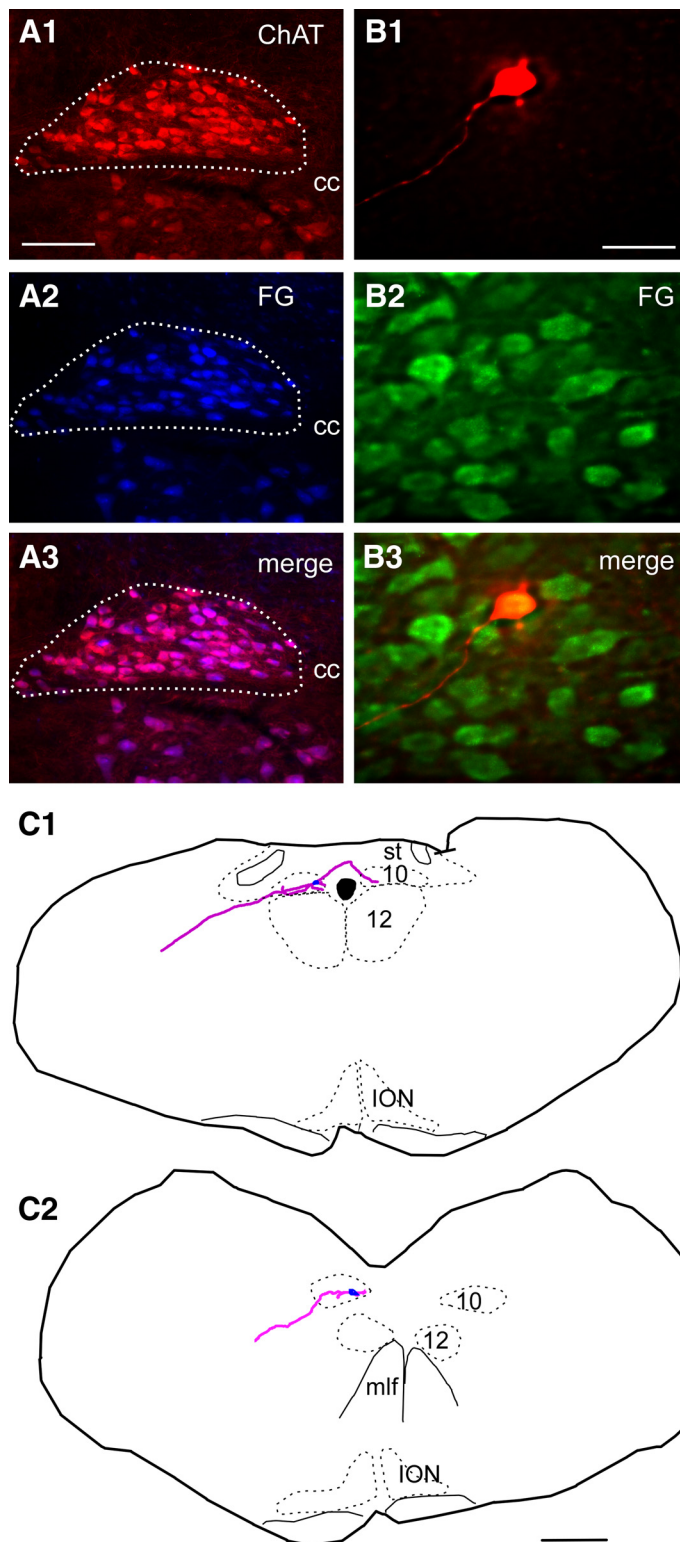 A1 ChAT
cc
B1
A2 FG
cc
B2 FG
A3 merge
cc
B3 merge
C1
st
10
12
ION
C2
10
12
mlf
ION